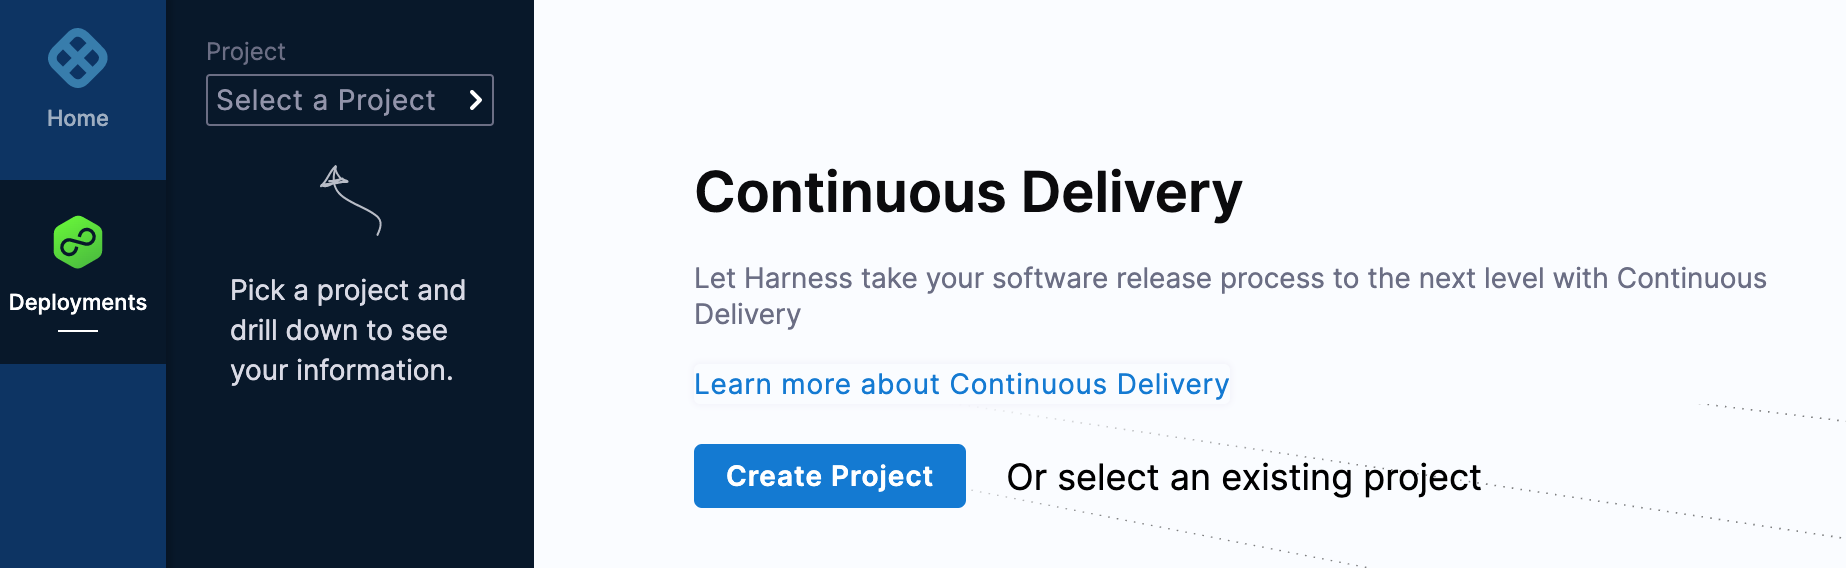 Home
Deployments
Project
Select a Project
Pick a project and
drill down to see
your information.
Continuous Delivery
Let Harness take your software release process to the next level with Continuous
Delivery
Learn more about Continuous Delivery
Create Project
Or select an existing project